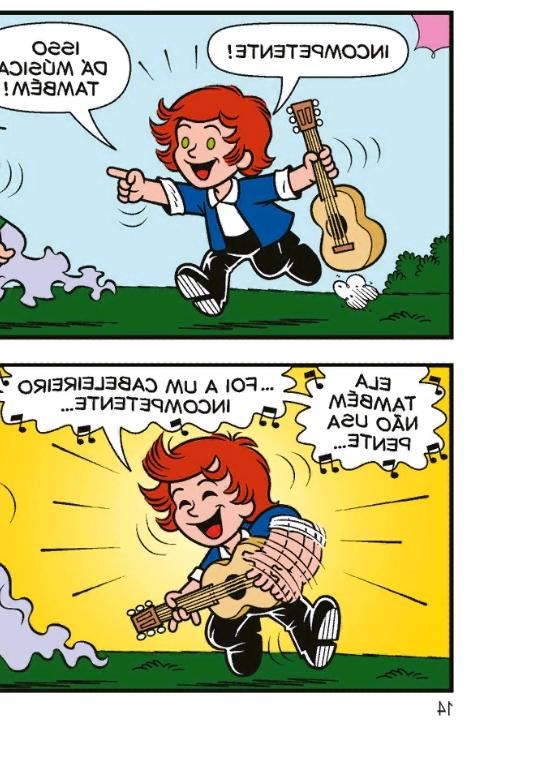 INCOMPETENTE!
ISSO
DÁ MÚSICA
TAMBÉM!
ELA
TAMBÉM
NÃO USA
PENTE...
...FOI A UM CABELEIREIRO
INCOMPETENTE...
14